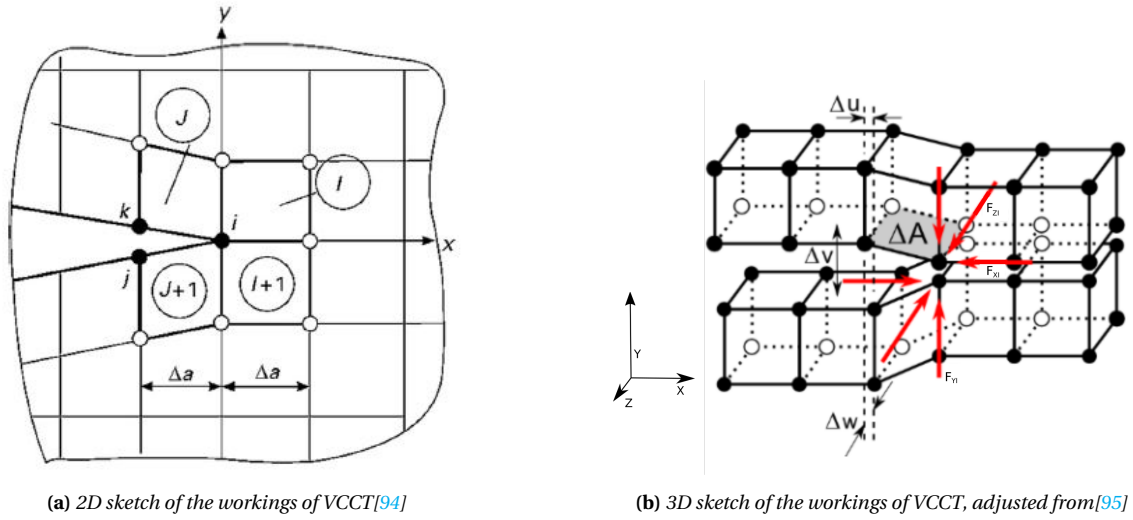 y
J
I
k
i
x
j
J+1
I+1
Δa
Δa
(a) 2D sketch of the workings of VCCT[94]
Δu
F_ZI
ΔA
Δv
F_XI
Y
X
Z
F_YI
Δw
(b) 3D sketch of the workings of VCCT, adjusted from[95]